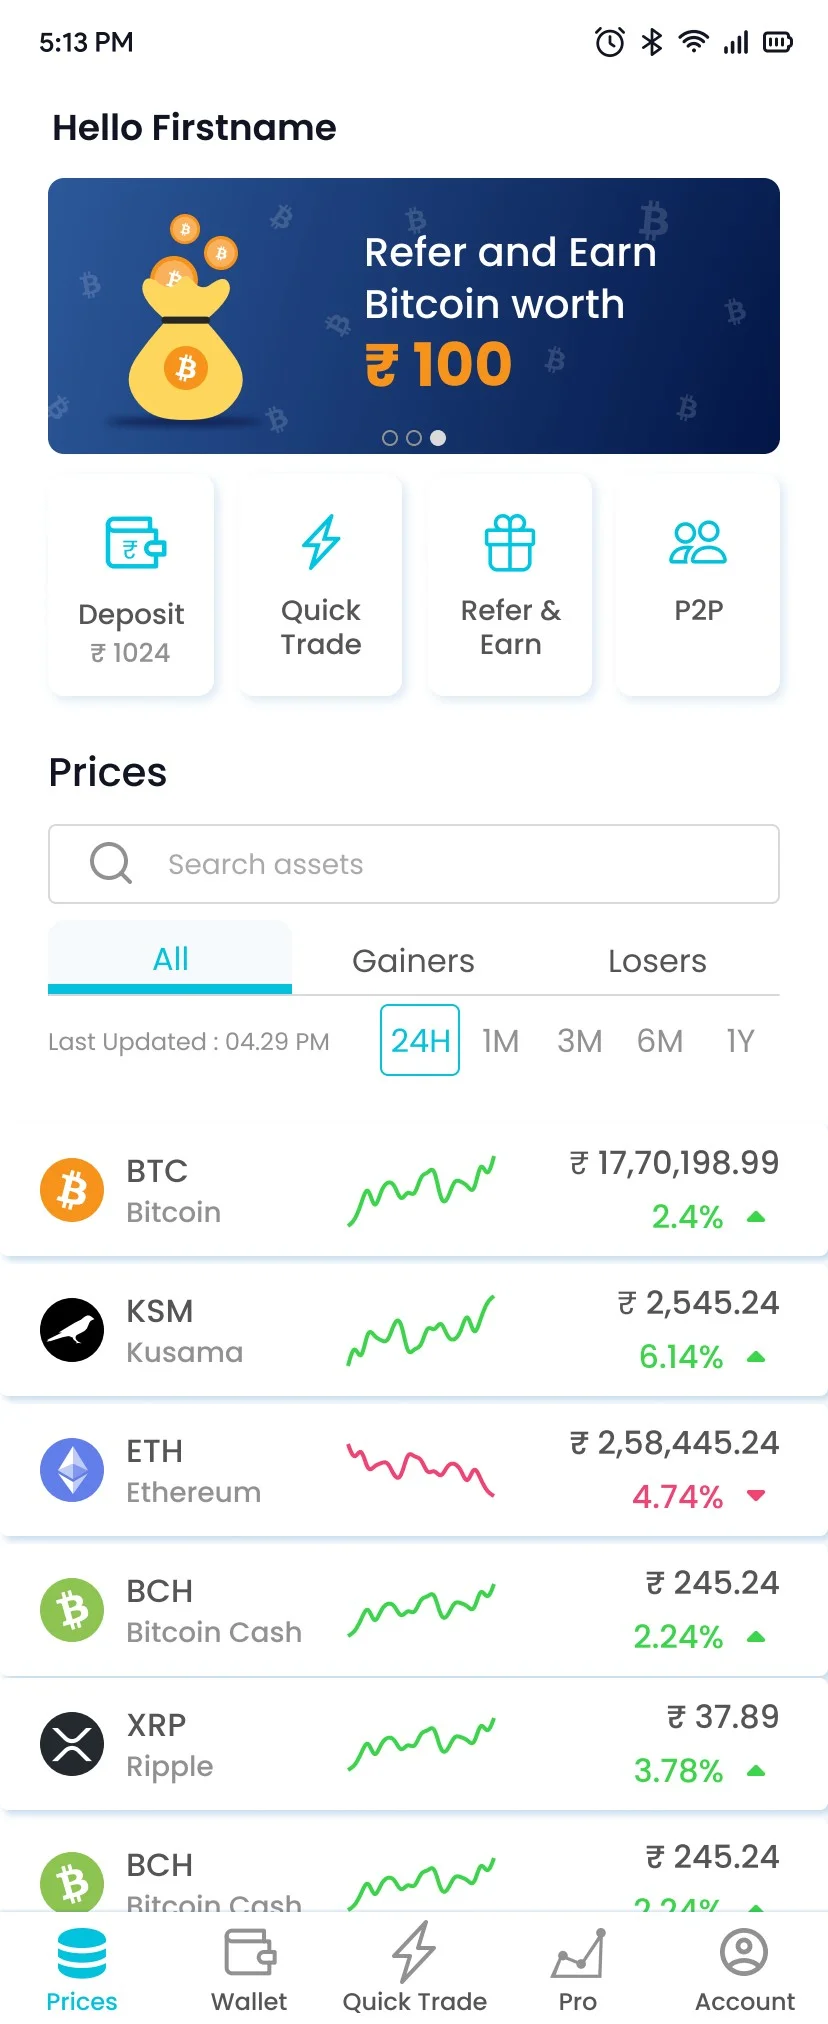 5:13 PM
Hello Firstname
Refer and Earn
Bitcoin worth
₹ 100
₹
Deposit
₹ 1024
Quick
Trade
Refer &
Earn
P2P
Prices
Search assets
All
Gainers
Losers
Last Updated : 04.29 PM
24H
1M
3M
6M
1Y
BTC
₹ 17,70,198.99
Bitcoin
2.4%
KSM
₹ 2,545.24
Kusama
6.14%
ETH
₹ 2,58,445.24
Ethereum
4.74%
BCH
₹ 245.24
Bitcoin Cash
2.24%
XRP
₹ 37.89
Ripple
3.78%
BCH
₹ 245.24
Bitcoin Cash
2.24%
Prices
Wallet
Quick Trade
Pro
Account